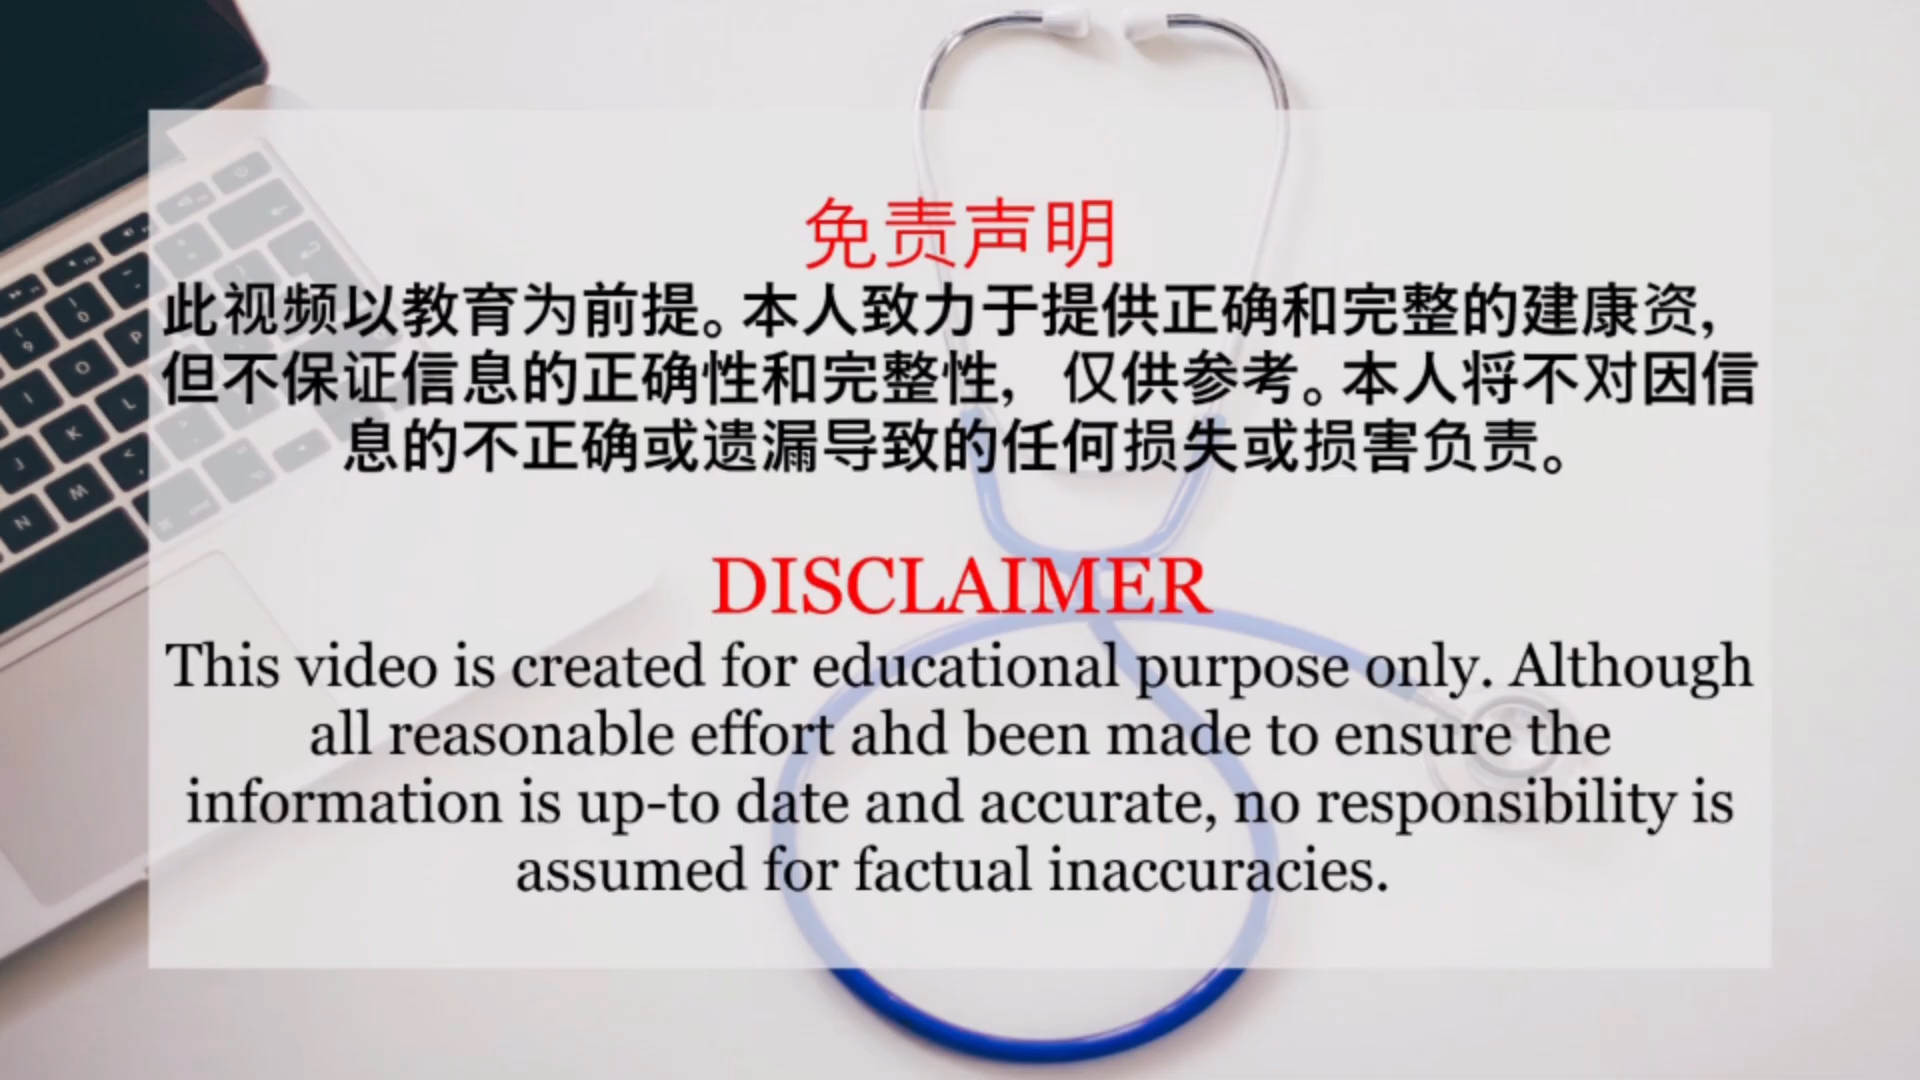 免责声明
此视频以教育为前提。本人致力于提供正确和完整的建康资，
但不保证信息的正确性和完整性， 仅供参考。本人将不对因信
息的不正确或遗漏导致的任何损失或损害负责。
DISCLAIMER
This video is created for educational purpose only. Although
all reasonable effort ahd been made to ensure the
information is up-to date and accurate, no responsibility is
assumed for factual inaccuracies.